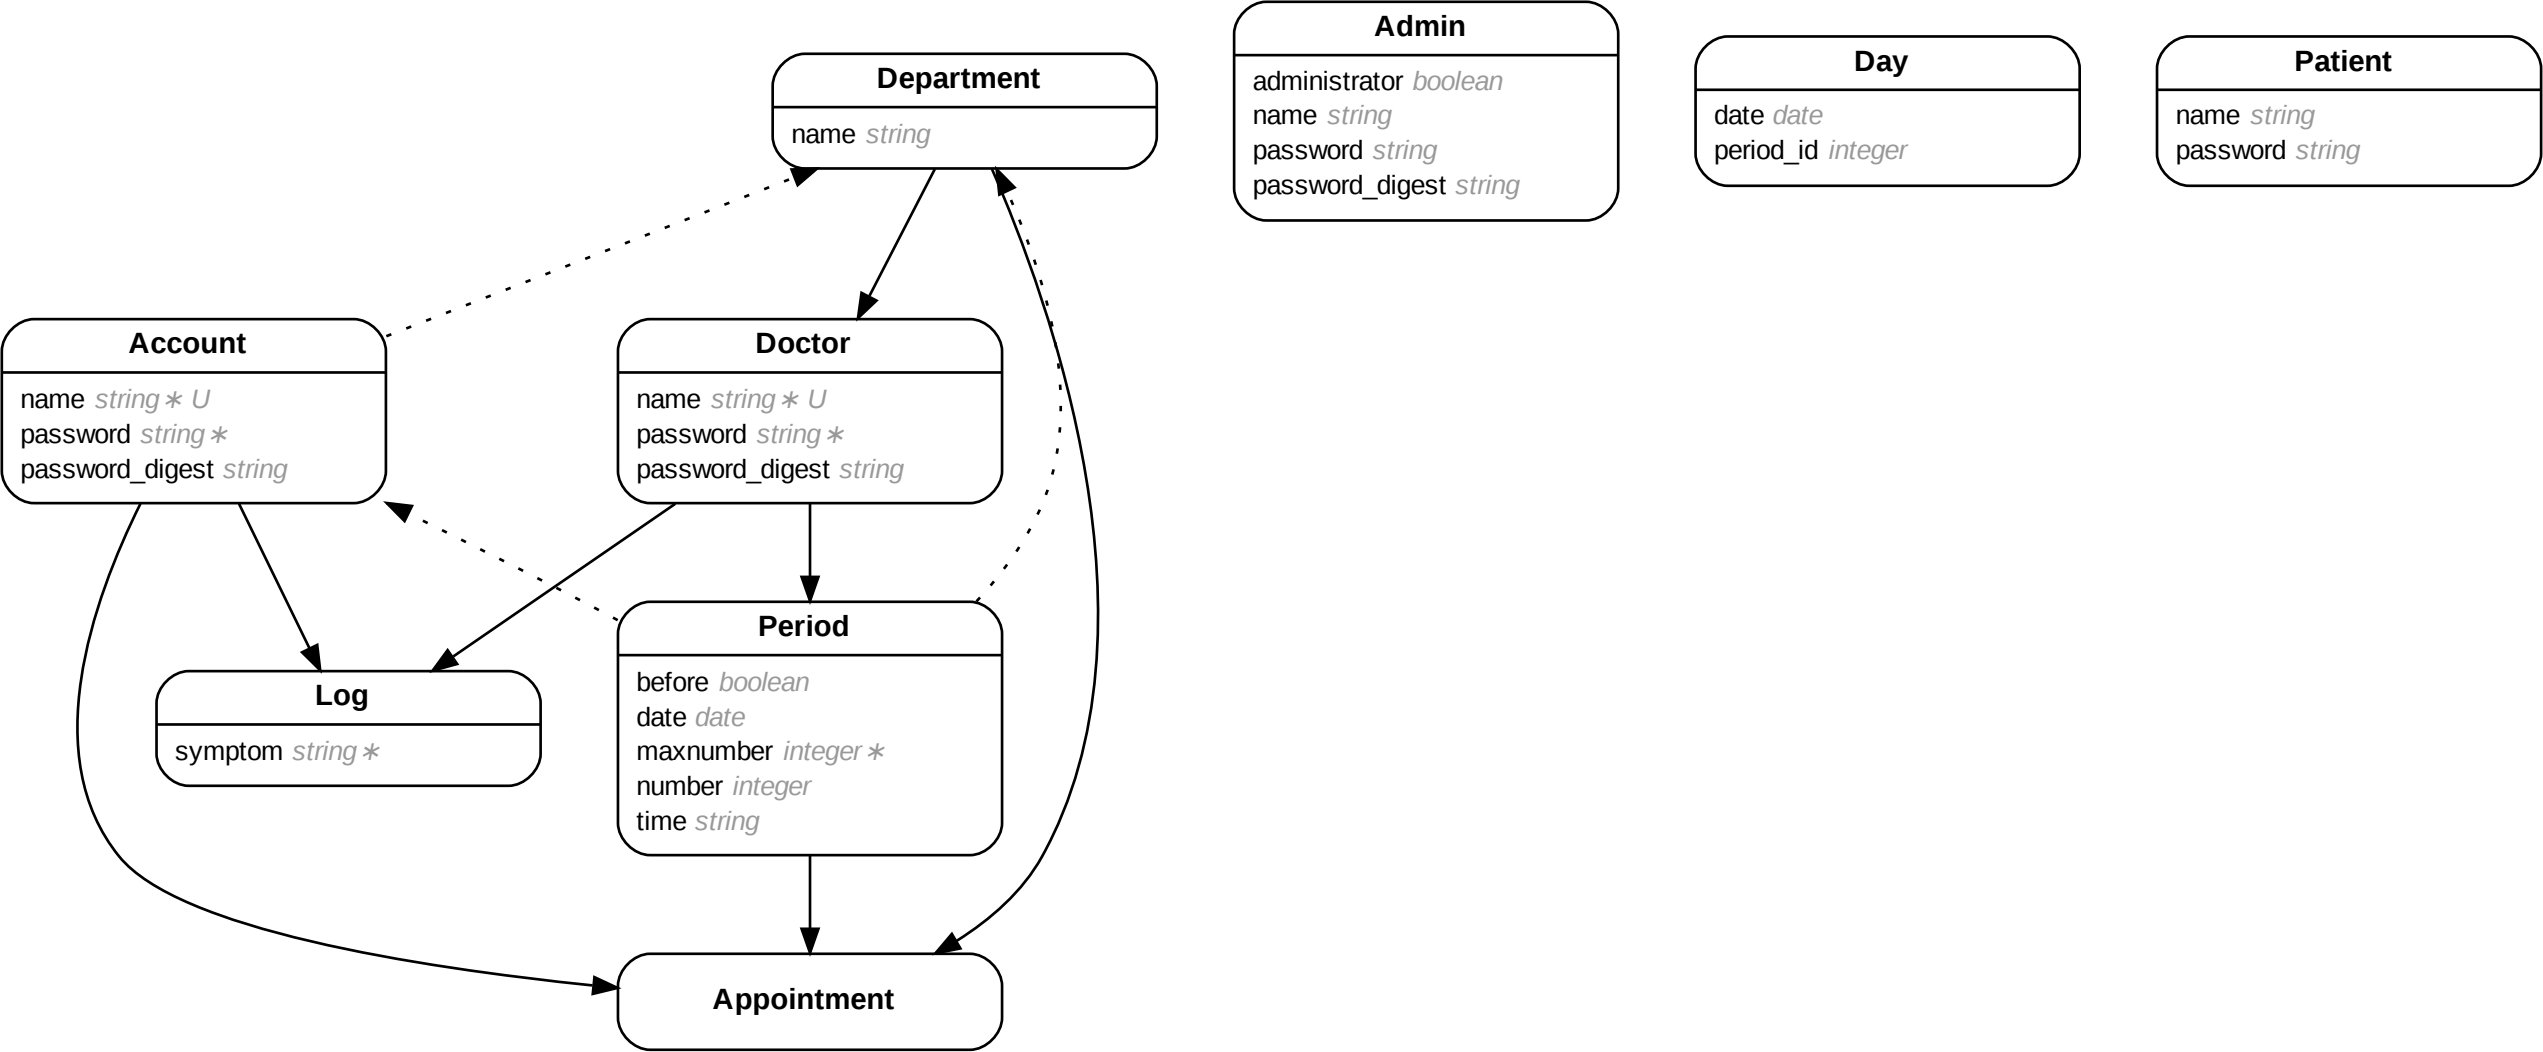 Department
name string
Admin
administrator boolean
name string
password string
password_digest string
Day
date date
period_id integer
Patient
name string
password string
Account
name string∗ U
password string∗
password_digest string
Doctor
name string∗ U
password string∗
password_digest string
Log
symptom string∗
Period
before boolean
date date
maxnumber integer∗
number integer
time string
Appointment